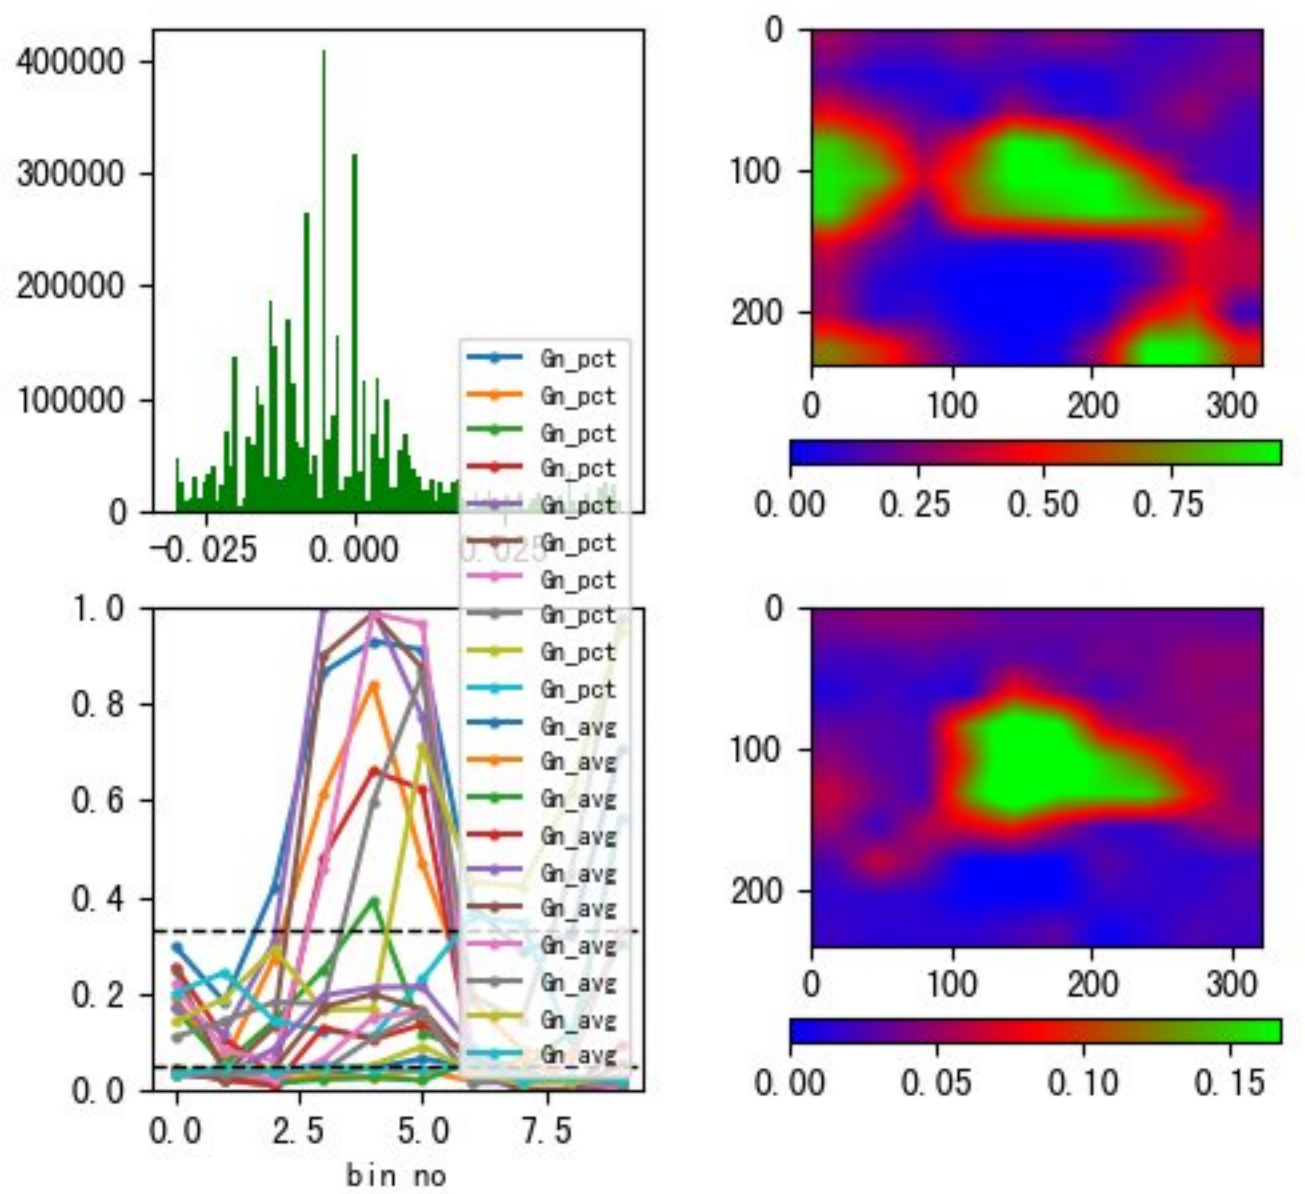 400000
300000
200000
100000
0
−0.025
0.000
0.025
Gn_pct
Gn_pct
Gn_pct
Gn_pct
Gn_pct
Gn_pct
Gn_pct
Gn_pct
Gn_pct
Gn_pct
Gn_avg
Gn_avg
Gn_avg
Gn_avg
Gn_avg
Gn_avg
Gn_avg
Gn_avg
Gn_avg
Gn_avg
0
100
200
0
100
200
300
0.00
0.25
0.50
0.75
1.0
0.8
0.6
0.4
0.2
0.0
0.0
2.5
5.0
7.5
bin no
0
100
200
0
100
200
300
0.00
0.05
0.10
0.15